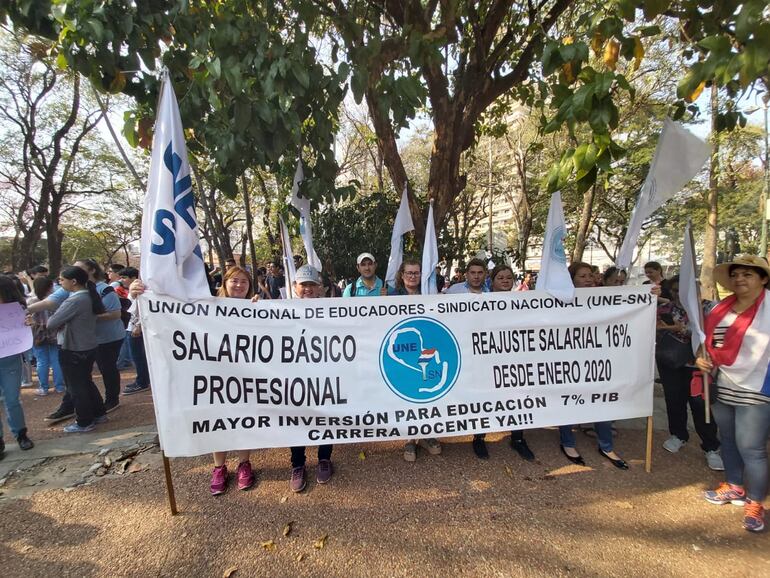 UNIÓN NACIONAL DE EDUCADORES - SINDICATO NACIONAL (UNE-SN)
SALARIO BÁSICO
PROFESIONAL
UNE
SN
REAJUSTE SALARIAL 16%
DESDE ENERO 2020
MAYOR INVERSIÓN PARA EDUCACIÓN 7% PIB
CARRERA DOCENTE YA!!!